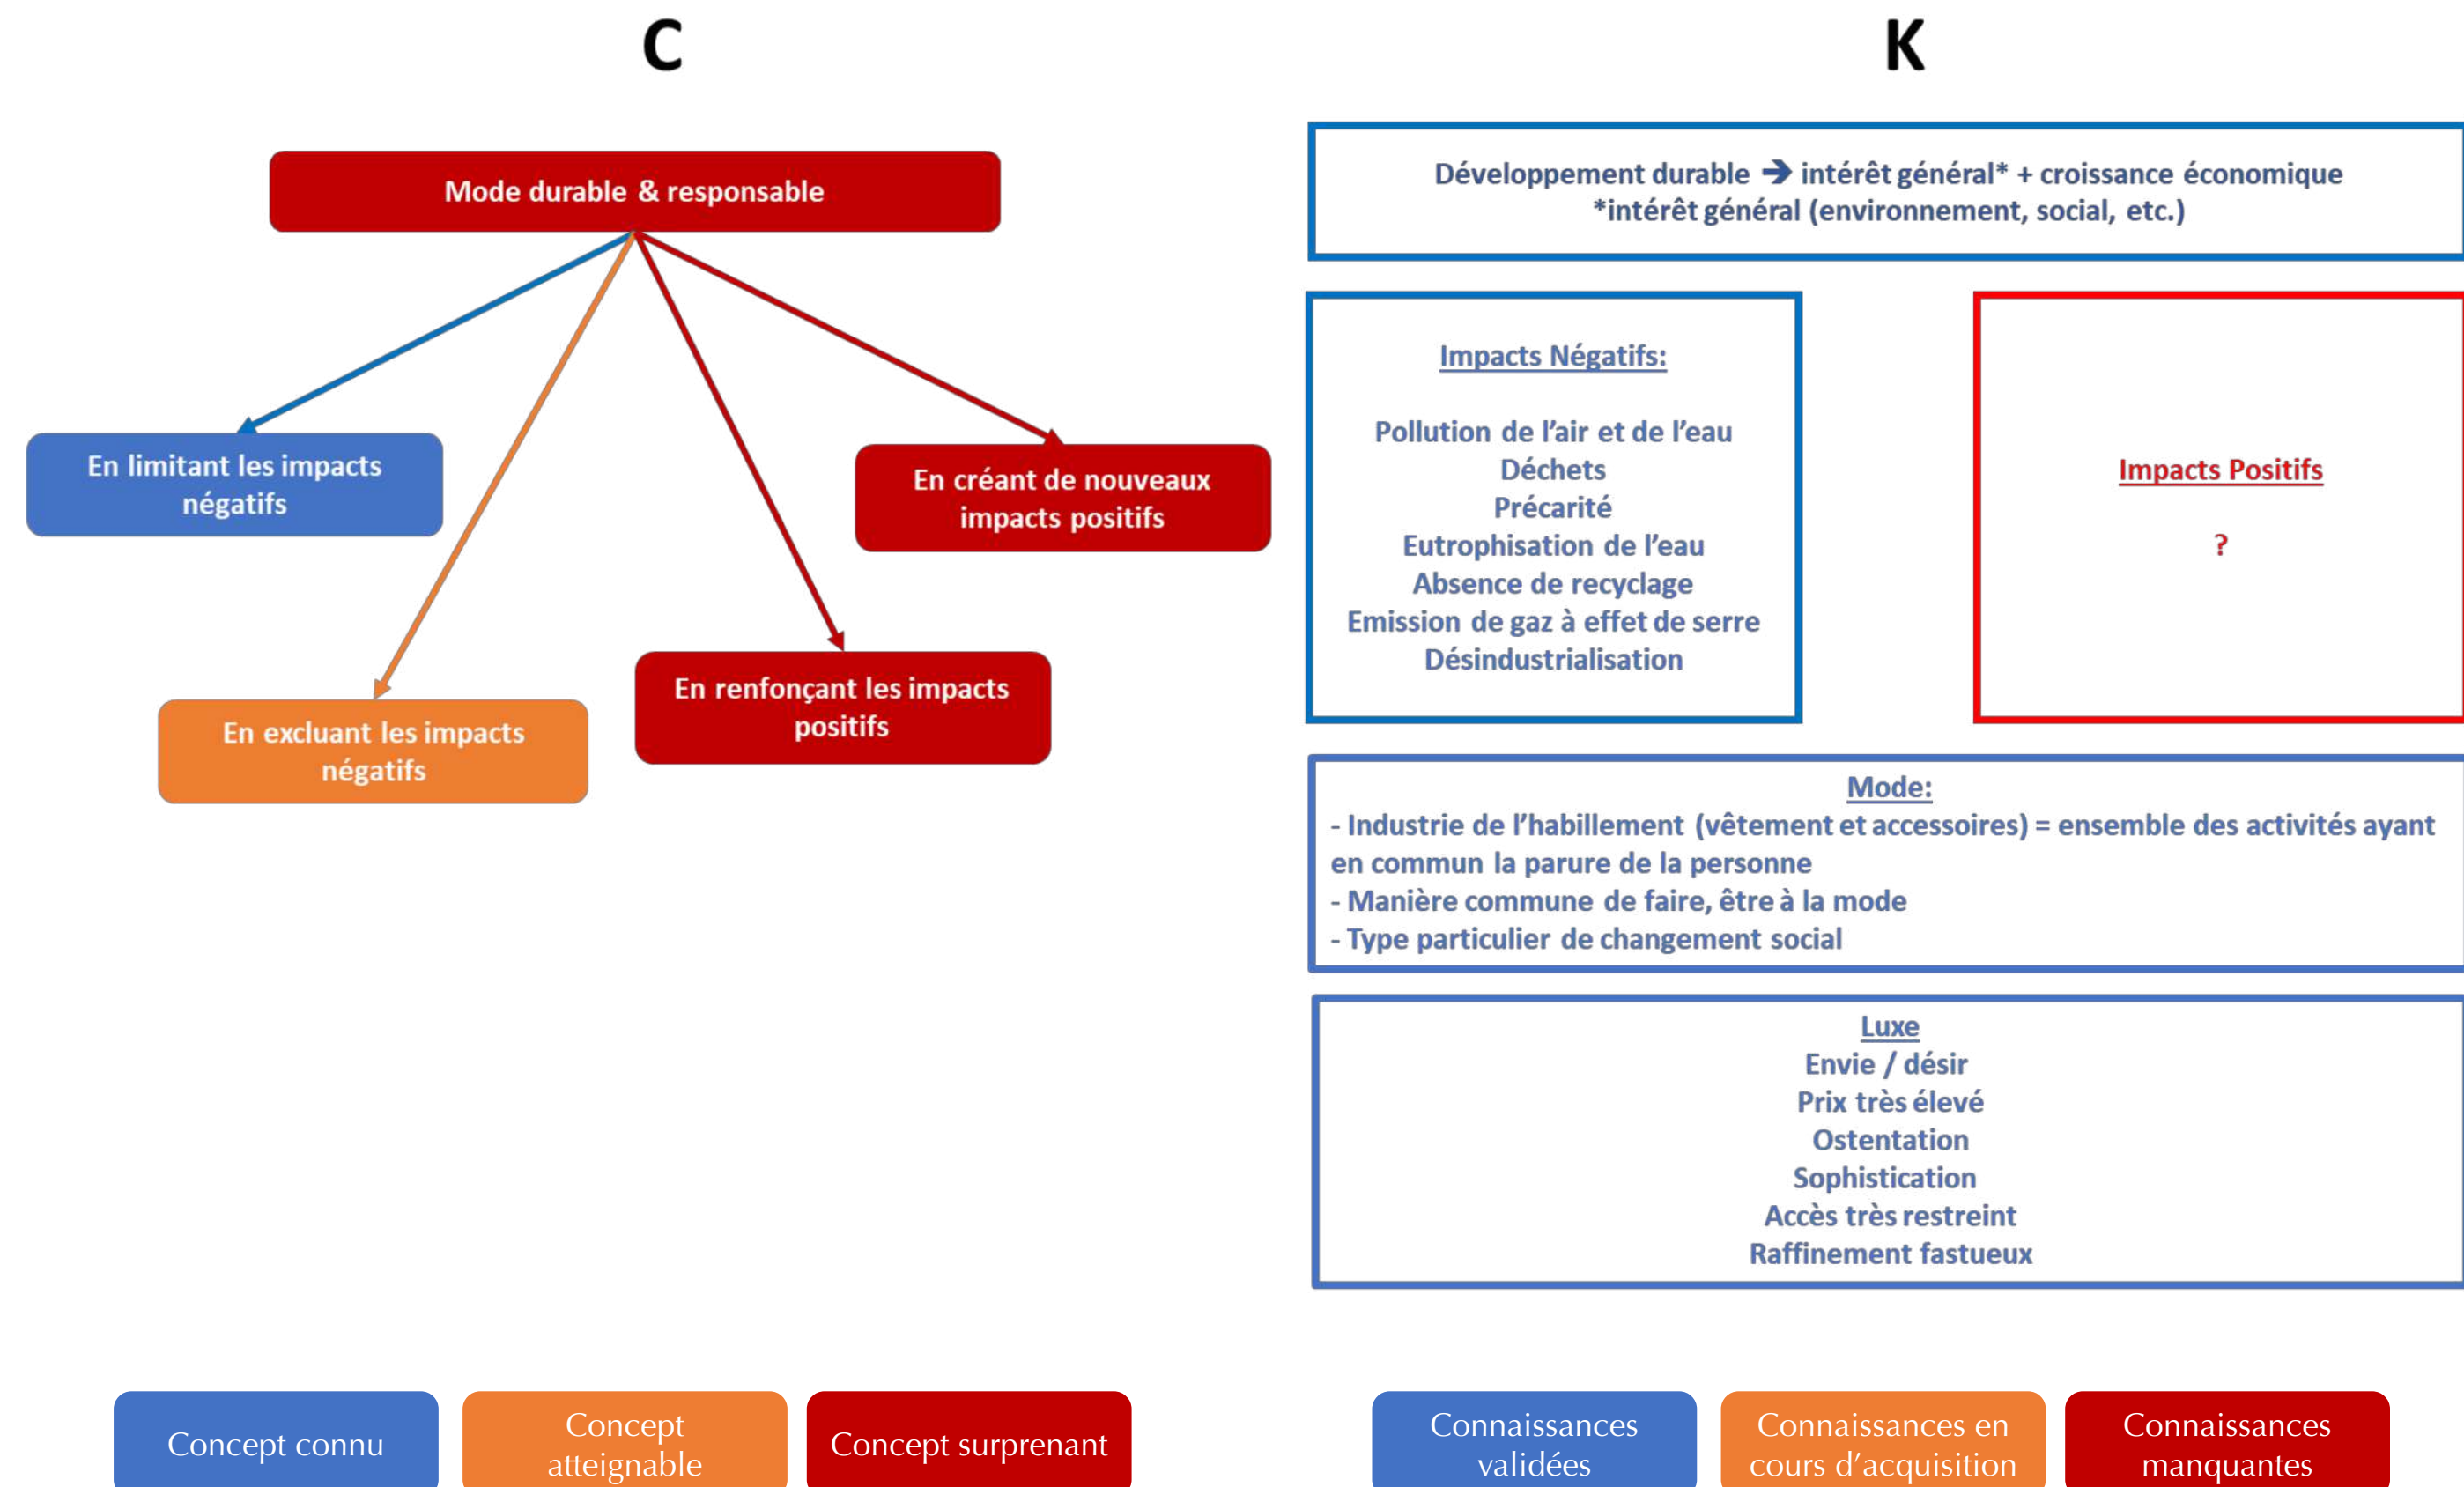 C
K
Mode durable & responsable
En limitant les impacts
négatifs
En créant de nouveaux
impacts positifs
En excluant les impacts
négatifs
En renfonçant les impacts
positifs
Développement durable ➔ intérêt général* + croissance économique
*intérêt général (environnement, social, etc.)
Impacts Négatifs:
Pollution de l’air et de l’eau
Déchets
Précarité
Eutrophisation de l’eau
Absence de recyclage
Emission de gaz à effet de serre
Désindustrialisation
Impacts Positifs
?
Mode:
- Industrie de l’habillement (vêtement et accessoires) = ensemble des activités ayant
en commun la parure de la personne
- Manière commune de faire, être à la mode
- Type particulier de changement social
Luxe
Envie / désir
Prix très élevé
Ostentation
Sophistication
Accès très restreint
Raffinement fastueux
Concept connu
Concept
atteignable
Concept surprenant
Connaissances
validées
Connaissances en
cours d’acquisition
Connaissances
manquantes